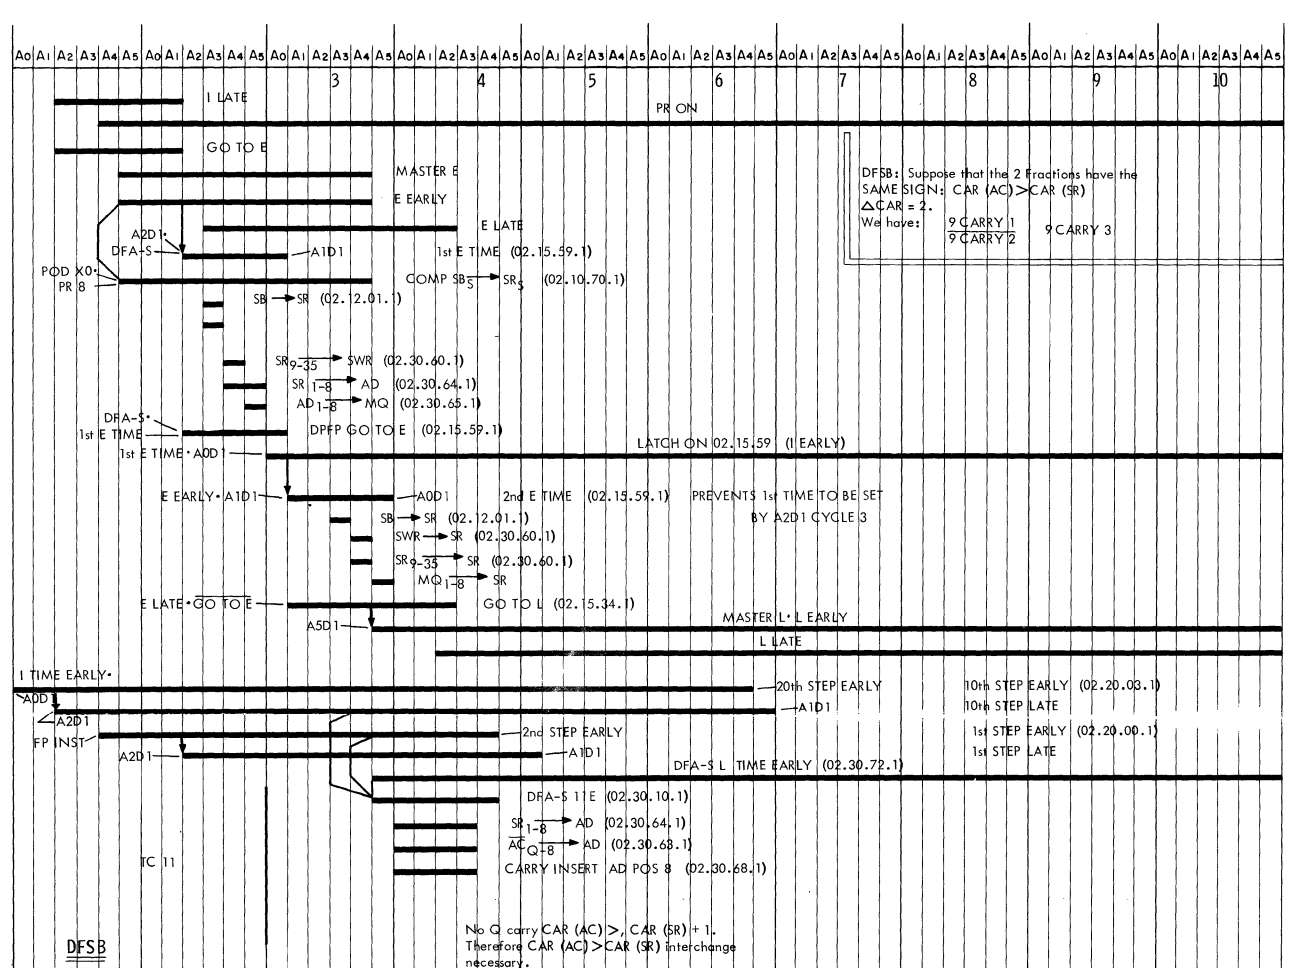 A0 A1 A2 A3 A4 A5 A0 A1 A2 A3 A4 A5 A0 A1 A2 A3 A4 A5 A0 A1 A2 A3 A4 A5 A0 A1 A2 A3 A4 A5 A0 A1 A2 A3 A4 A5 A0 A1 A2 A3 A4 A5 A0 A1 A2 A3 A4 A5 A0 A1 A2 A3 A4 A5 A0 A1 A2 A3 A4 A5
3 4 5 6 7 8 9 10
I LATE
PR ON
GO TO E
MASTER E
E EARLY
E LATE
DFSB: Suppose that the 2 Fractions have the
SAME SIGN: CAR (AC) > CAR (SR)
△CAR = 2.
We have: 9 CARRY 1 9 CARRY 3
9 CARRY 2
A2D1·
DFA-S
A1D1 1st E TIME (02.15.59.1)
POD X0·
PR 8
COMP SBS → SRS (02.10.70.1)
SB → SR (02.12.01.1)
SR9-35 → SWR (02.30.60.1)
SR1-8 → AD (02.30.64.1)
AD1-8 → MQ (02.30.65.1)
DFA-S·
1st E TIME
DPFP GO TO E (02.15.59.1)
1st E TIME· A0D1
LATCH ON 02.15.59 (I EARLY)
E EARLY· A1D1 A0D1 2nd E TIME (02.15.59.1) PREVENTS 1st TIME TO BE SET
BY A2D1 CYCLE 3
SB → SR (02.12.01.1)
SWR → SR (02.30.60.1)
SR9-35 → SR (02.30.60.1)
MQ1-8 → SR
E LATE· G̅O̅ T̅O̅ E̅ GO TO L (02.15.34.1)
A5D1 MASTER L· L EARLY
L LATE
I TIME EARLY·
A0D1 20th STEP EARLY 10th STEP EARLY (02.20.03.1)
A2D1 A1D1 10th STEP LATE
FP INST 2nd STEP EARLY 1st STEP EARLY (02.20.00.1)
A2D1 A1D1 1st STEP LATE
DFA-S L TIME EARLY (02.30.72.1)
DFA-S 1 E (02.30.10.1)
SR1-8 → AD (02.30.64.1)
A̅C̅Q-8 → AD (02.30.63.1)
TC 11
CARRY INSERT AD POS 8 (02.30.68.1)
No Q carry CAR (AC) >, CAR (SR) + 1.
Therefore CAR (AC) > CAR (SR) interchange
necessary.
DFSB